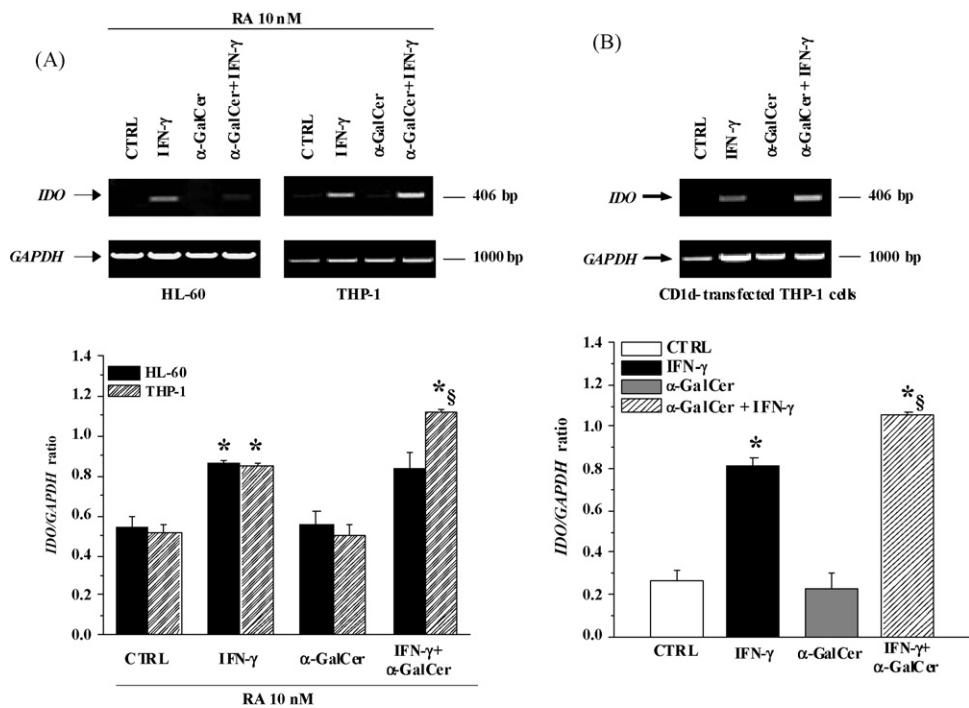 RA 10 nM
(A)
CTRL
IFN-γ
α-GalCer
α-GalCer+IFN-γ
CTRL
IFN-γ
α-GalCer
α-GalCer+IFN-γ
IDO
406 bp
GAPDH
1000 bp
HL-60
THP-1
1.4
1.2
1.0
0.8
0.6
0.4
0.2
0.0
IDO/GAPDH ratio
HL-60
THP-1
* * *§
CTRL
IFN-γ
α-GalCer
IFN-γ+
α-GalCer
RA 10 nM
(B)
CTRL
IFN-γ
α-GalCer
α-GalCer + IFN-γ
IDO
406 bp
GAPDH
1000 bp
CD1d-transfected THP-1 cells
1.4
1.2
1.0
0.8
0.6
0.4
0.2
0.0
IDO/GAPDH ratio
CTRL
IFN-γ
α-GalCer
α-GalCer + IFN-γ
* *§
CTRL
IFN-γ
α-GalCer
IFN-γ+
α-GalCer